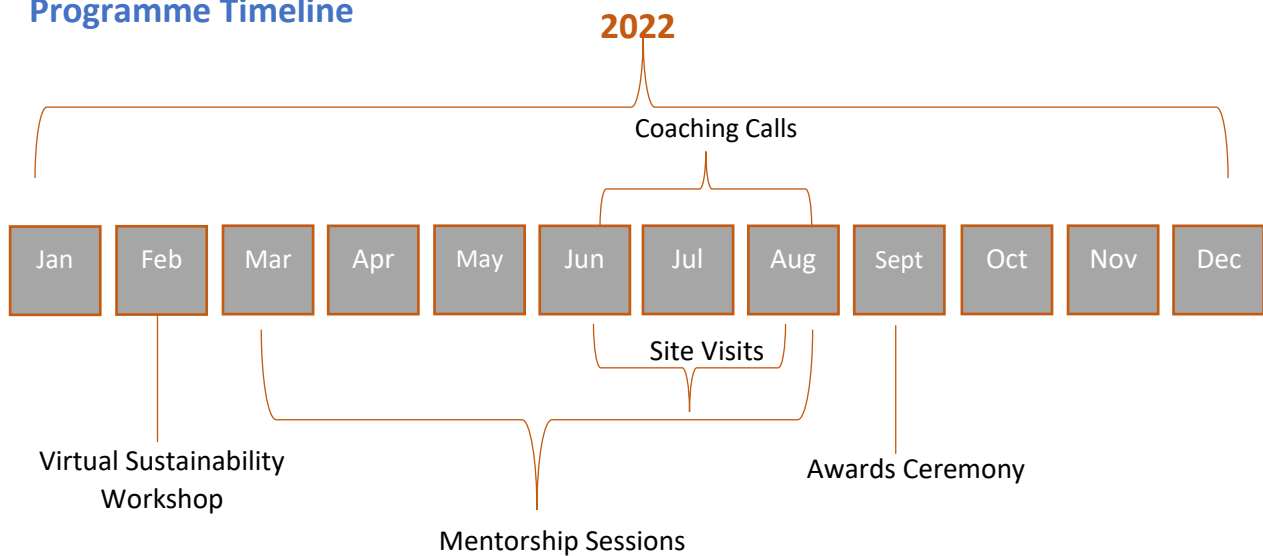 Programme Timeline
2022
Coaching Calls
Jan Feb Mar Apr May Jun Jul Aug Sept Oct Nov Dec
Site Visits
Virtual Sustainability
Workshop
Awards Ceremony
Mentorship Sessions